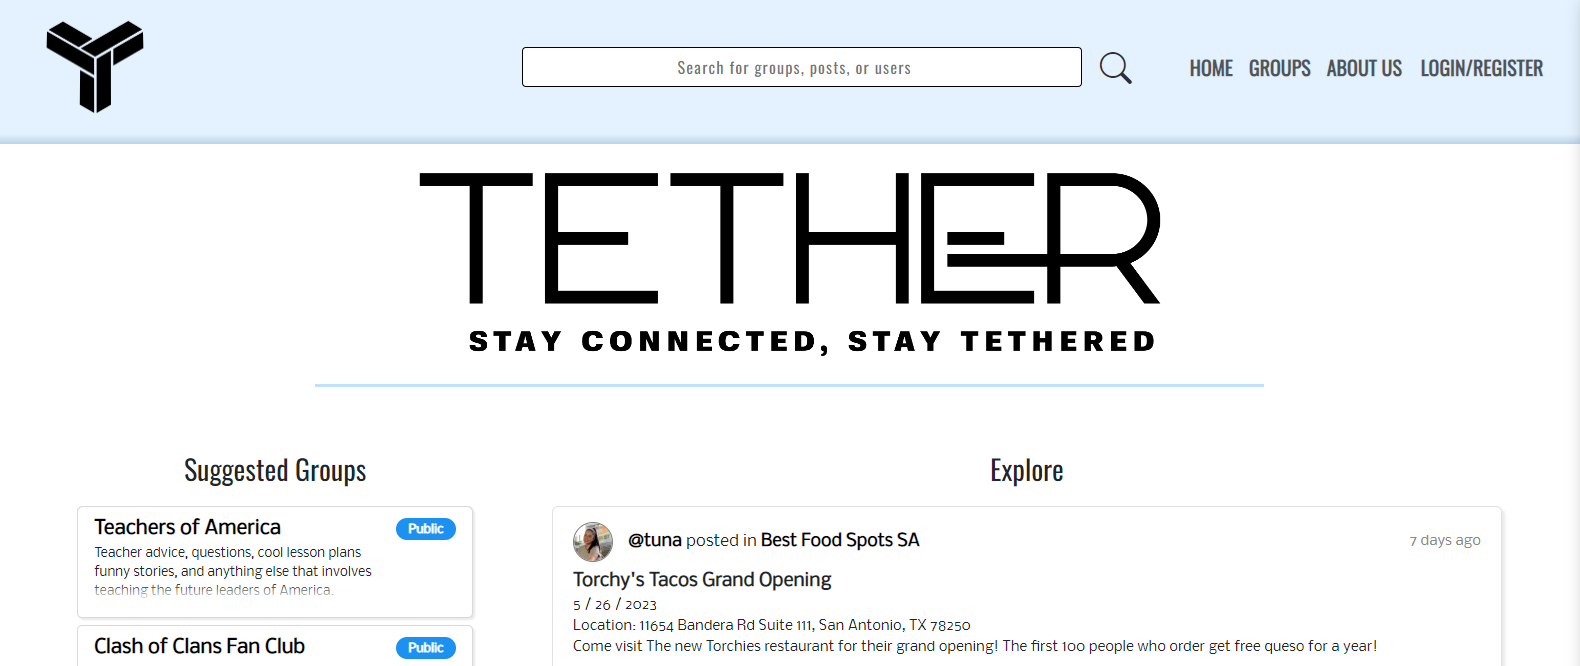 Search for groups, posts, or users
HOME GROUPS ABOUT US LOGIN/REGISTER
TETHER
STAY CONNECTED, STAY TETHERED
Suggested Groups
Teachers of America
Public
Teacher advice, questions, cool lesson plans
funny stories, and anything else that involves
teaching the future leaders of America.
Clash of Clans Fan Club
Public
Explore
@tuna posted in Best Food Spots SA
7 days ago
Torchy's Tacos Grand Opening
5 / 26 / 2023
Location: 11654 Bandera Rd Suite 111, San Antonio, TX 78250
Come visit The new Torchies restaurant for their grand opening! The first 100 people who order get free queso for a year!